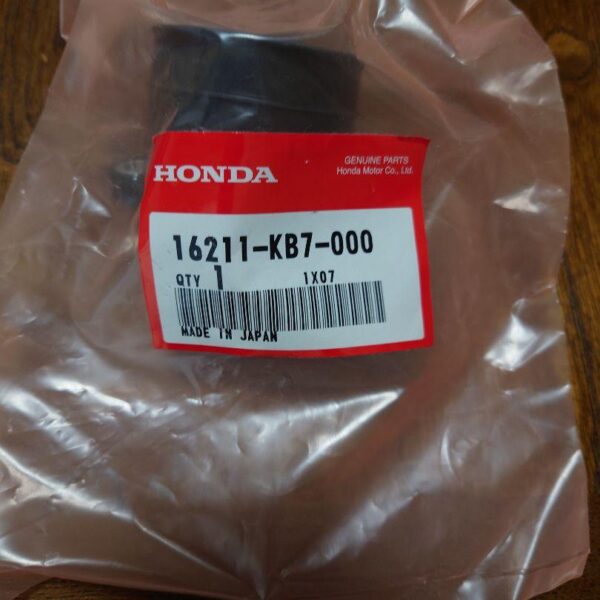 HONDA
GENUINE PARTS
Honda Motor Co., Ltd.
16211-KB7-000
QTY 1 1X07
MADE IN JAPAN